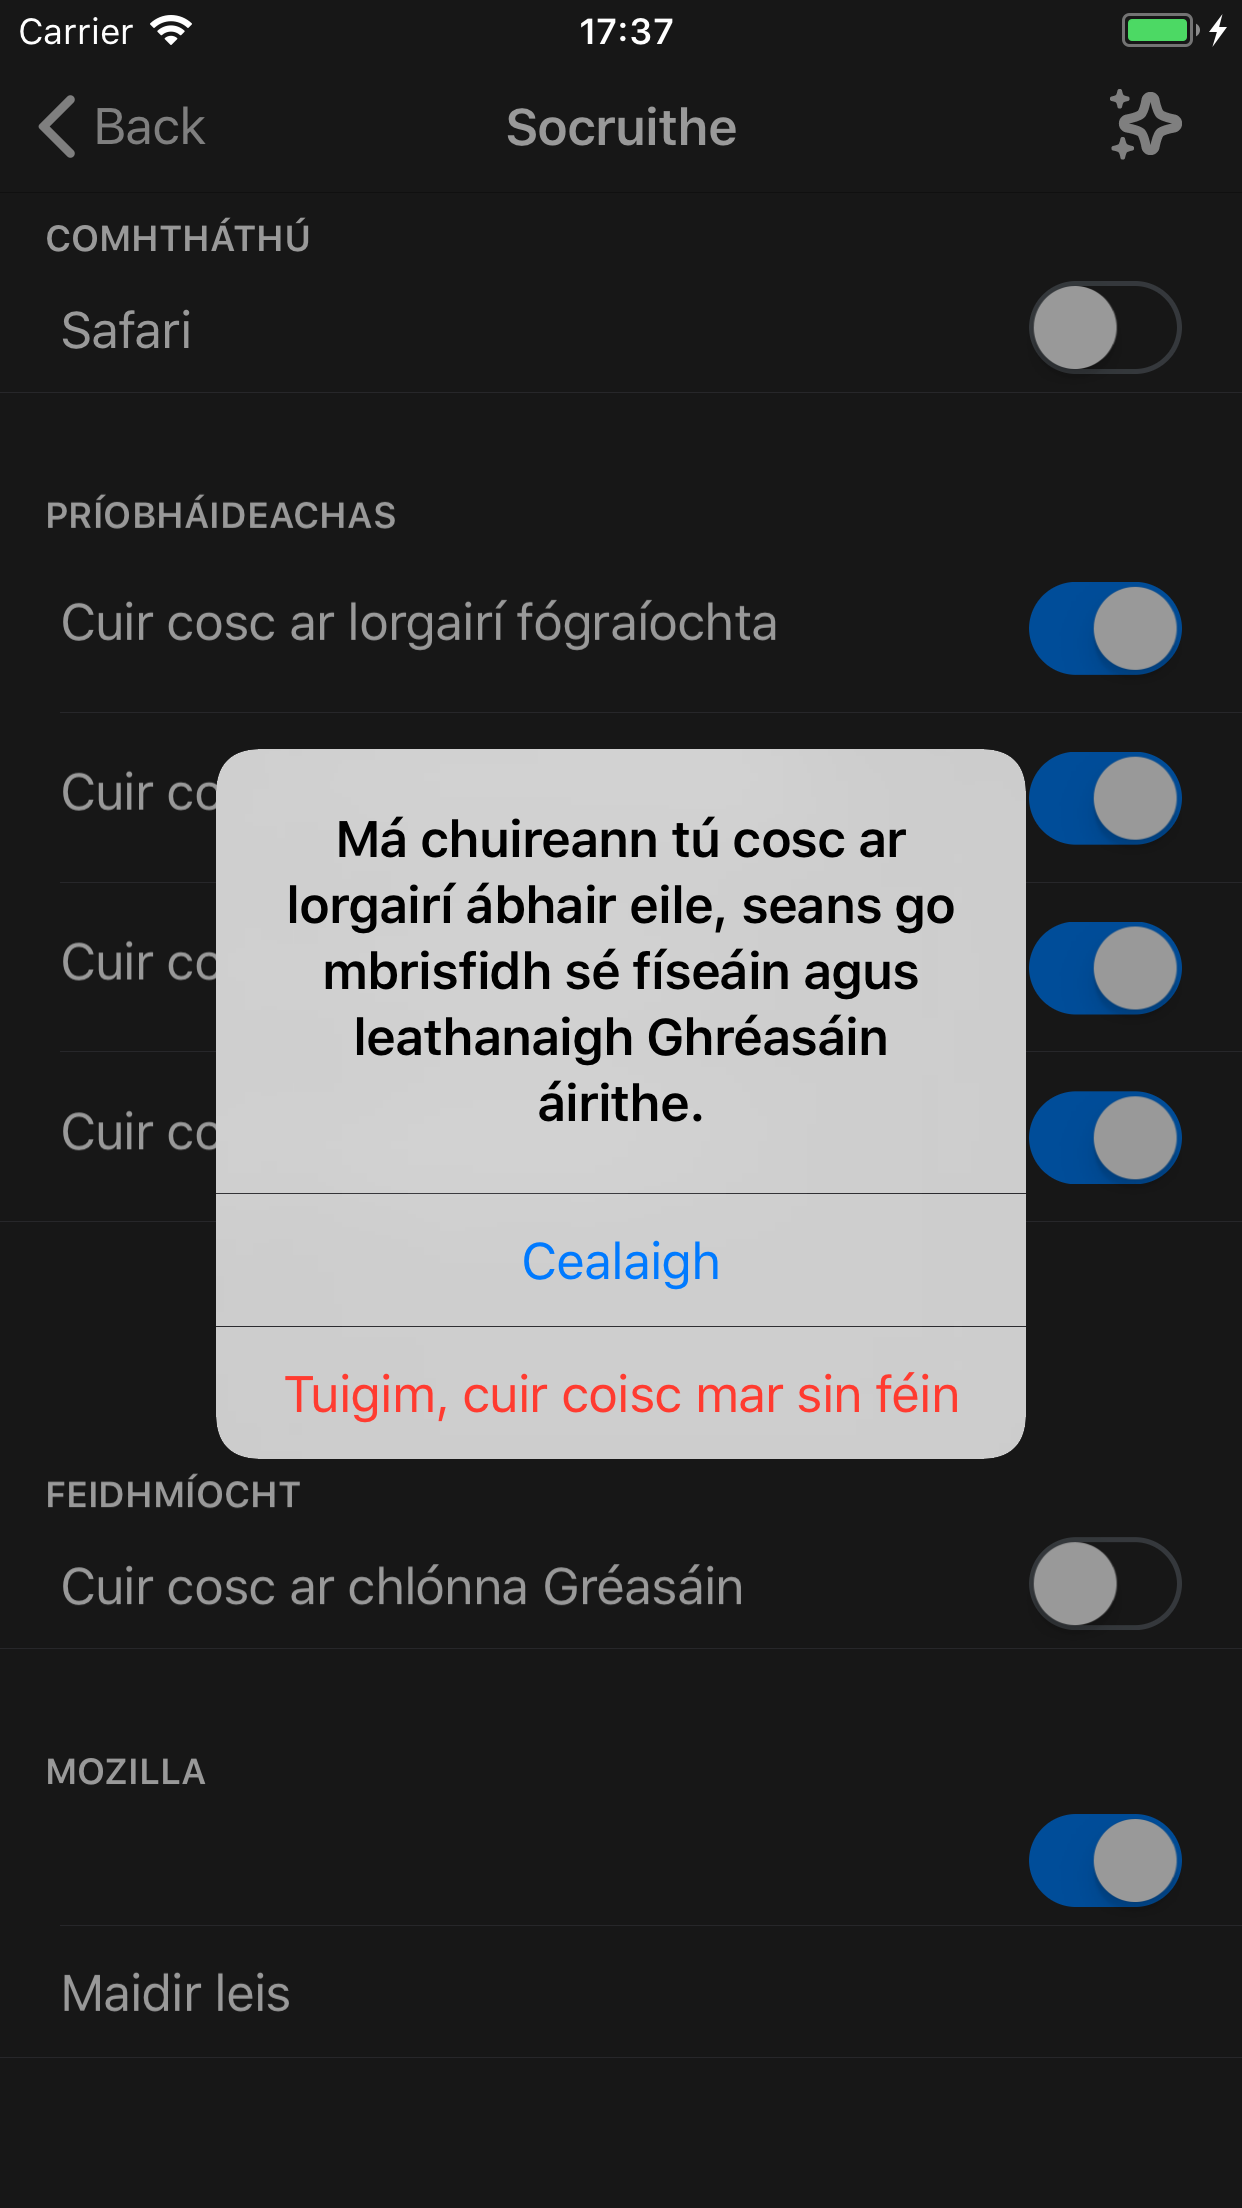 Carrier 17:37
Back Socruithe
COMHTHÁTHÚ
Safari
PRÍOBHÁIDEACHAS
Cuir cosc ar lorgairí fógraíochta
Cuir co
Cuir co
Cuir co
Má chuireann tú cosc ar
lorgairí ábhair eile, seans go
mbrisfidh sé físeáin agus
leathanaigh Ghréasáin
áirithe.
Cealaigh
Tuigim, cuir coisc mar sin féin
FEIDHMÍOCHT
Cuir cosc ar chlónna Gréasáin
MOZILLA
Maidir leis